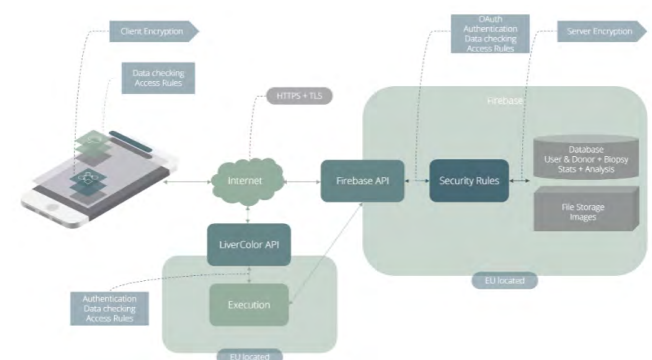 Client Encryption
Data checking
Access Rules
HTTPS + TLS
OAuth
Authentication
Data checking
Access Rules
Server Encryption
Firebase
Internet
Firebase API
Security Rules
Database
User & Donor + Biopsy
Stats + Analysis
File Storage
Images
LiverColor API
Authentication
Data checking
Access Rules
Execution
EU located
EU located